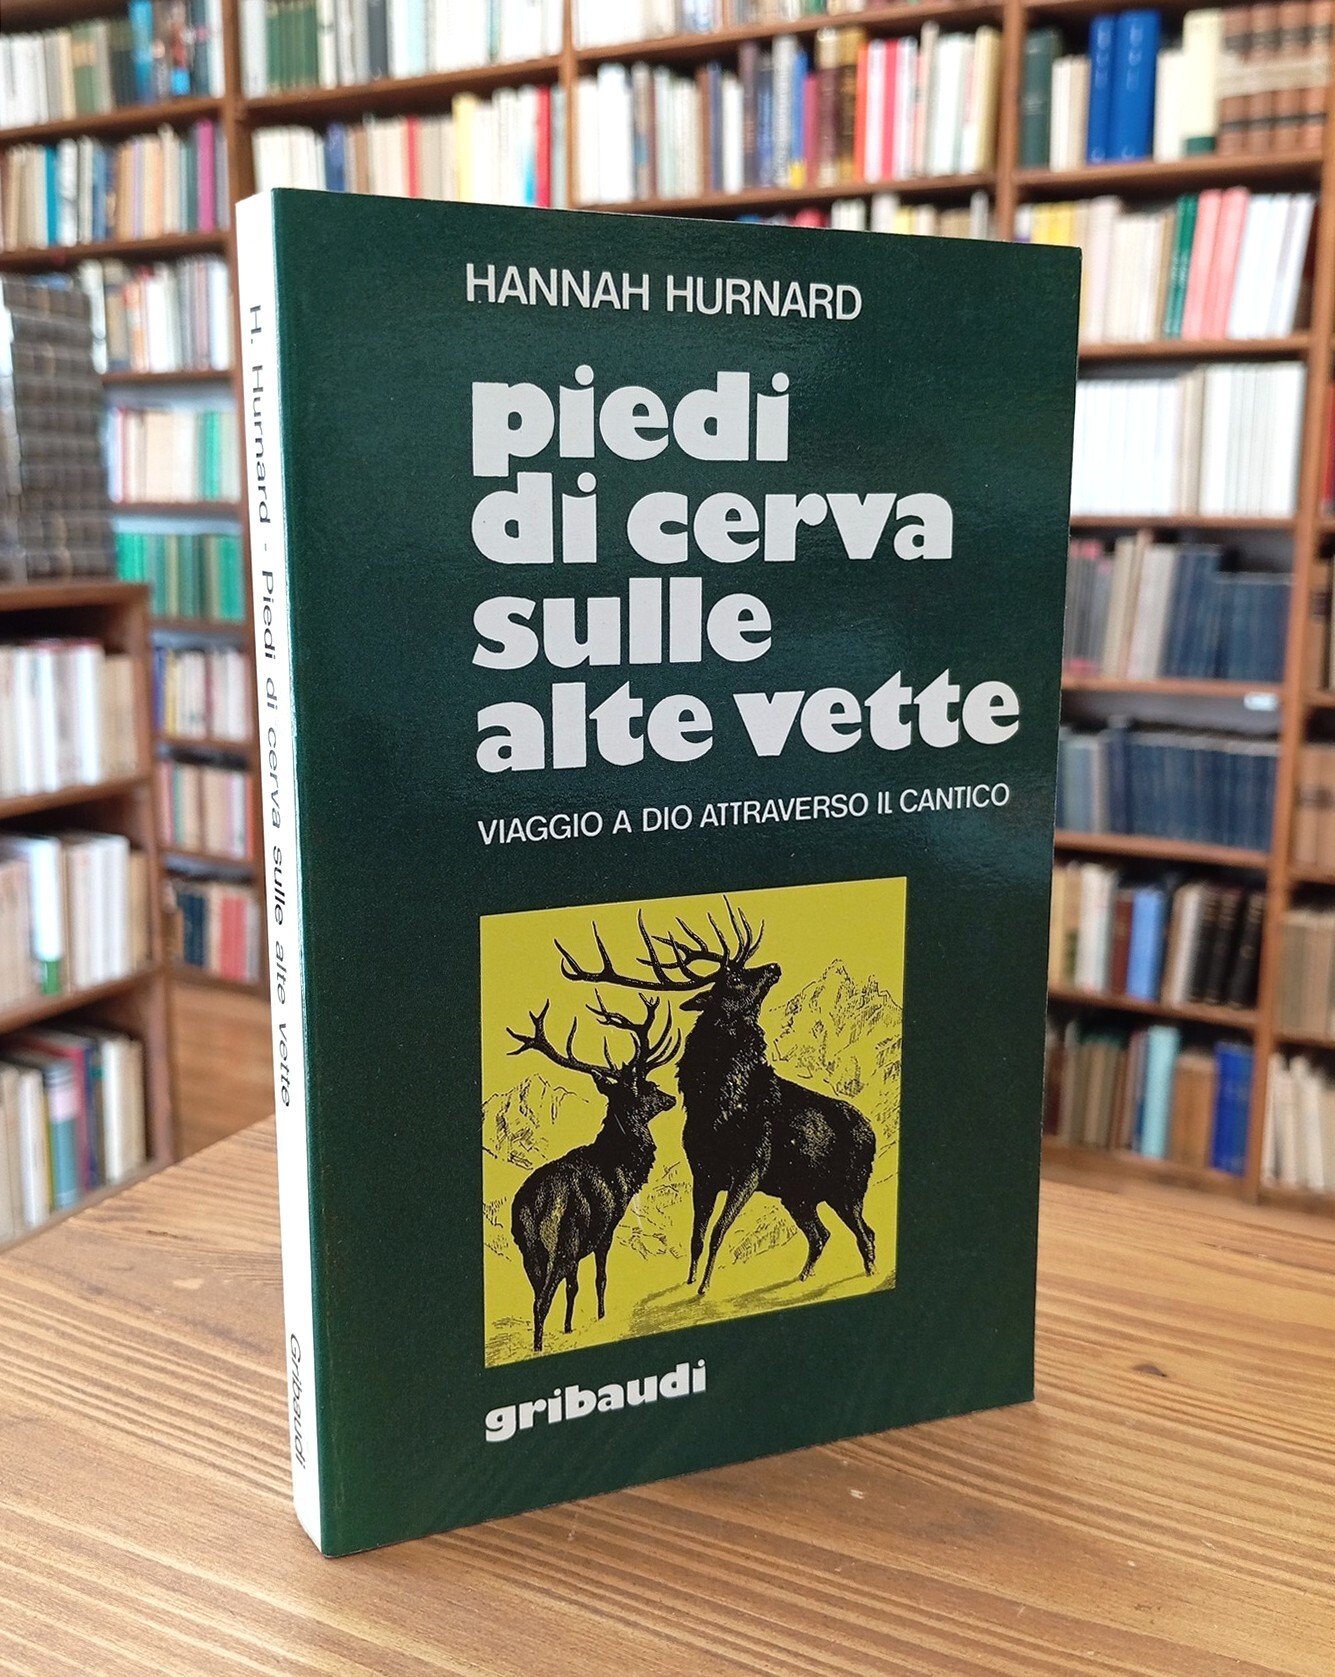 HANNAH HURNARD
piedi
di cerva
sulle
alte vette
VIAGGIO A DIO ATTRAVERSO IL CANTICO
gribaudi
H. Hurnard - Piedi di cerva sulle alte vette
Gribaudi